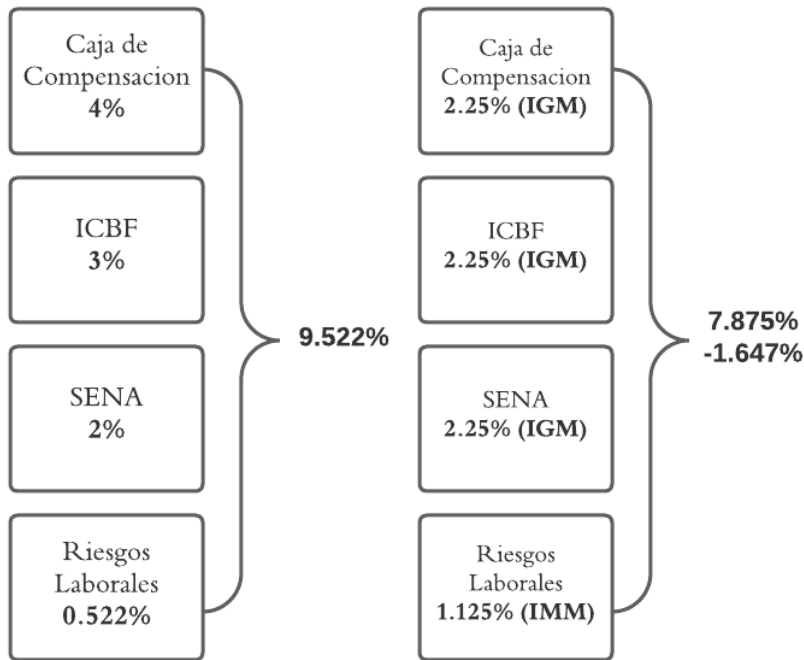 Caja de
Compensacion
4%
ICBF
3%
SENA
2%
Riesgos
Laborales
0.522%
9.522%
Caja de
Compensacion
2.25% (IGM)
ICBF
2.25% (IGM)
SENA
2.25% (IGM)
Riesgos
Laborales
1.125% (IMM)
7.875%
-1.647%